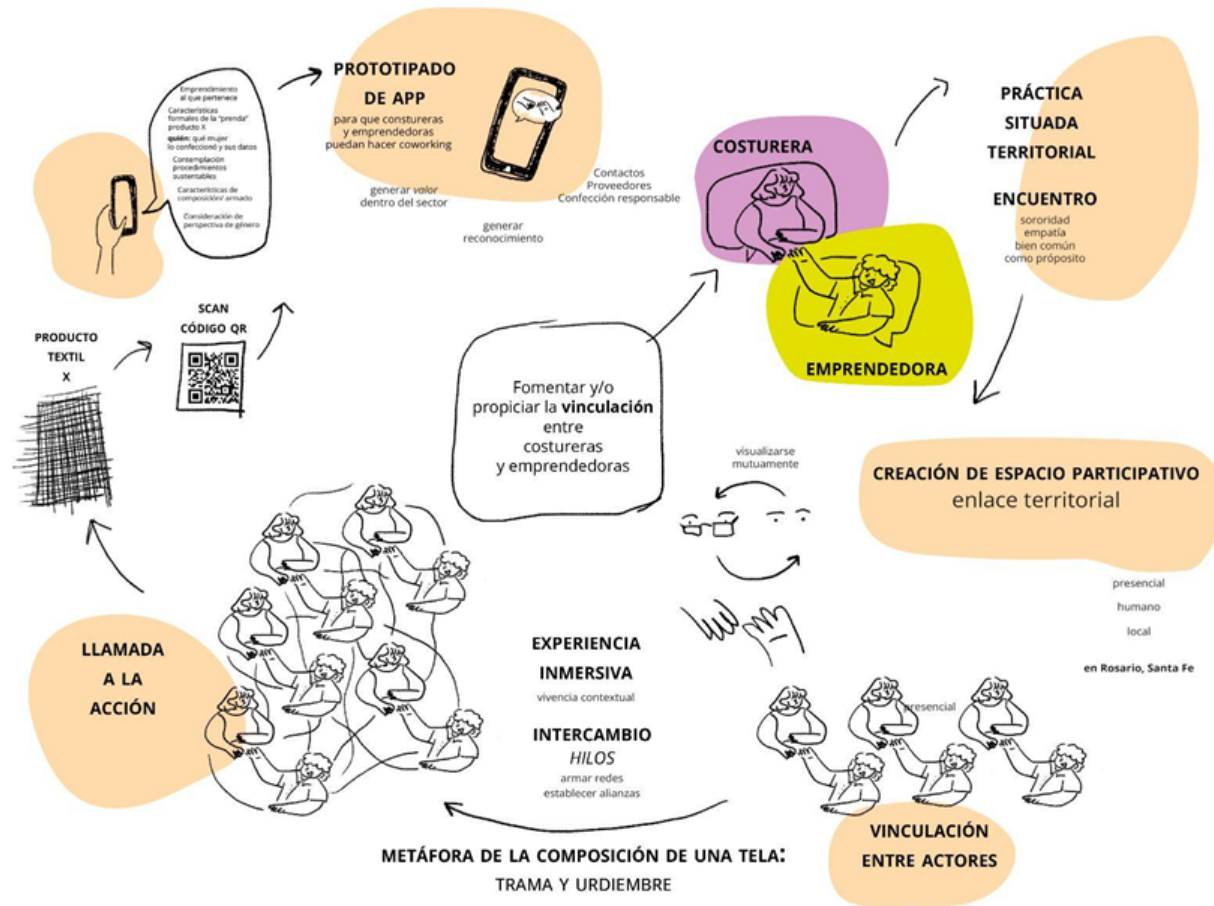 PROTOTIPADO
DE APP
para que constureras
y emprendedoras
puedan hacer coworking
generar valor
dentro del sector
generar
reconocimiento
Contactos
Proveedores
Confección responsable
Emprendimiento
al que pertenece
Características
formales de la "prenda"
producto X
quién: qué mujer
lo confeccionó y sus datos
Contemplación
procedimientos
sustentables
Características de
composición/ armado
Consideración de
perspectiva de género
SCAN
CÓDIGO QR
PRODUCTO
TEXTIL
X
COSTURERA
EMPRENDEDORA
PRÁCTICA
SITUADA
TERRITORIAL
ENCUENTRO
sororidad
empatía
bien común
como próposito
Fomentar y/o
propiciar la vinculación
entre
costureras
y emprendedoras
visualizarse
mutuamente
CREACIÓN DE ESPACIO PARTICIPATIVO
enlace territorial
presencial
humano
local
en Rosario, Santa Fe
LLAMADA
A LA
ACCIÓN
EXPERIENCIA
INMERSIVA
vivencia contextual
INTERCAMBIO
HILOS
armar redes
establecer alianzas
presencial
VINCULACIÓN
ENTRE ACTORES
METÁFORA DE LA COMPOSICIÓN DE UNA TELA:
TRAMA Y URDIEMBRE